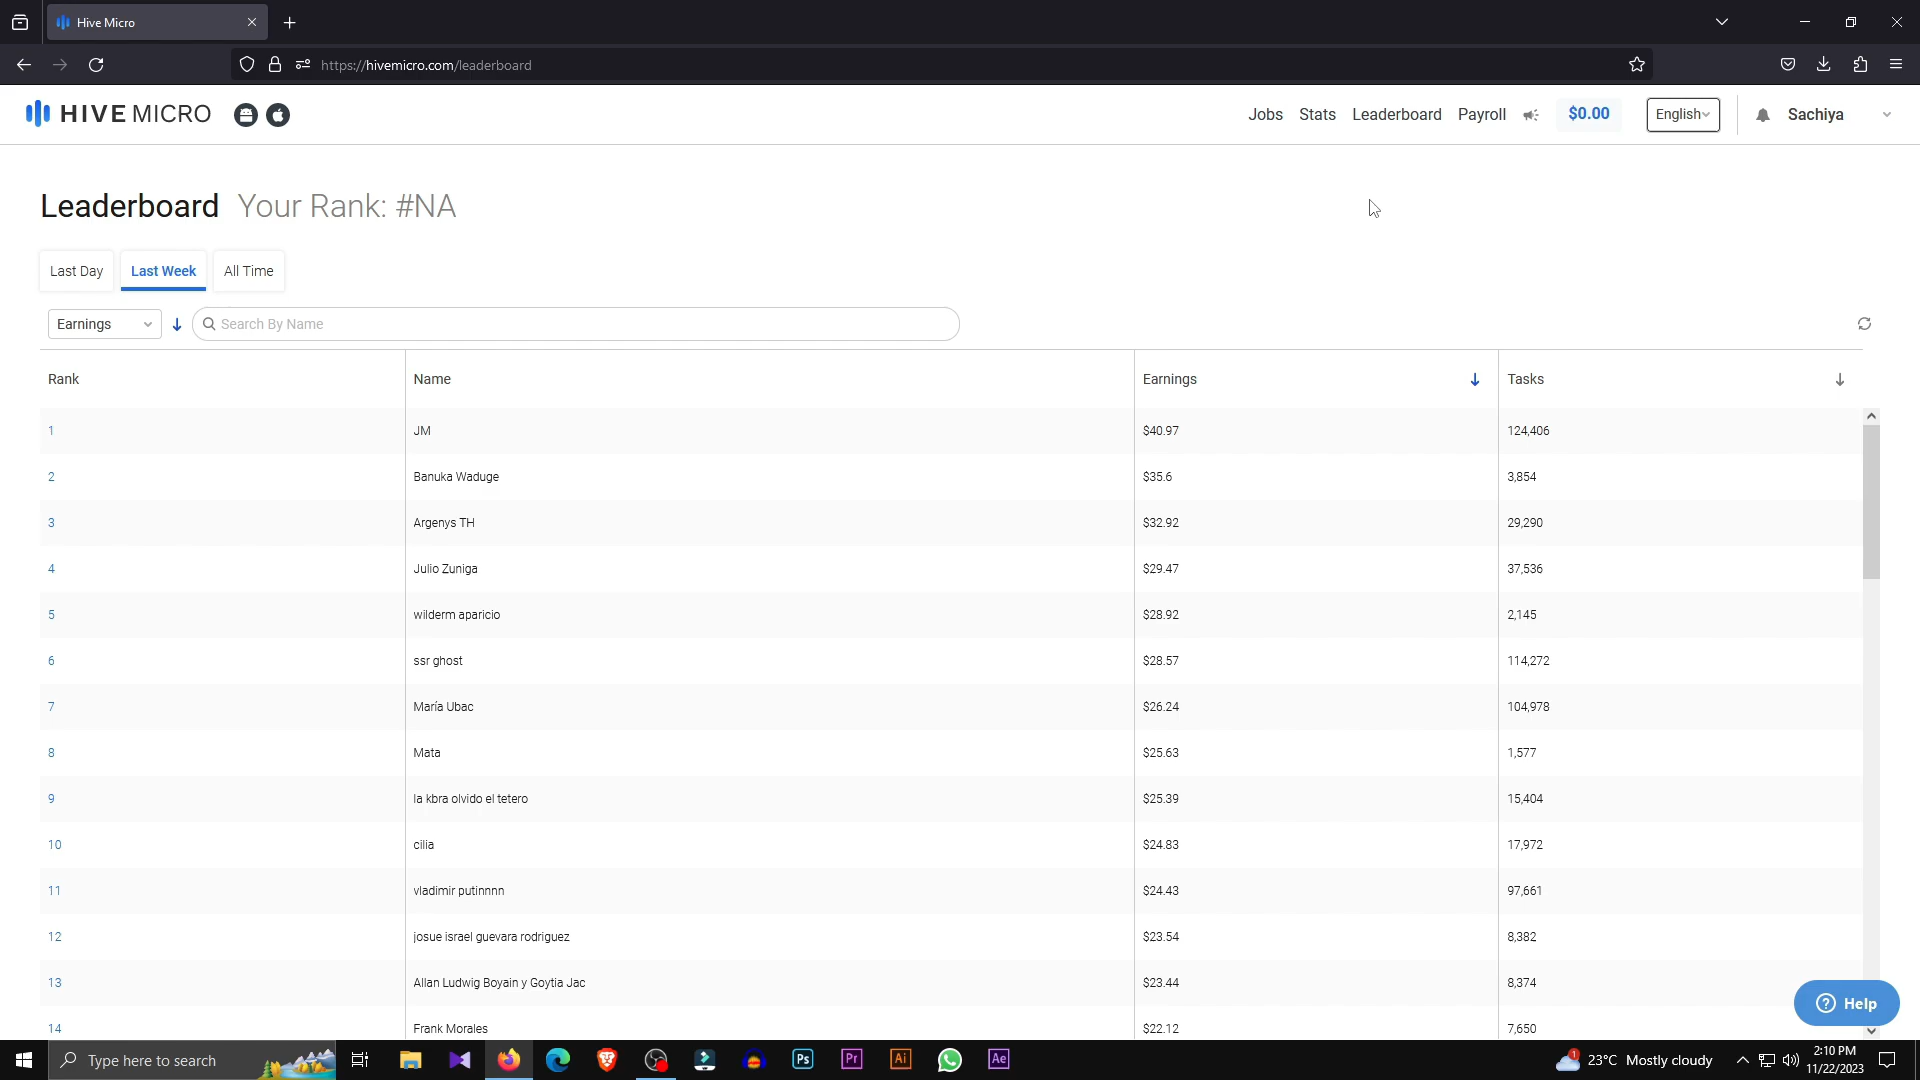 Hive Micro
https://hivemicro.com/leaderboard
HIVE MICRO
Jobs Stats Leaderboard Payroll $0.00 English Sachiya
Leaderboard Your Rank: #NA
Last Day Last Week All Time
Earnings Search By Name
Rank Name Earnings Tasks
1 JM $40.97 124,406
2 Banuka Waduge $35.6 3,854
3 Argenys TH $32.92 29,290
4 Julio Zuniga $29.47 37,536
5 wilderm aparicio $28.92 2,145
6 ssr ghost $28.57 114,272
7 María Ubac $26.24 104,978
8 Mata $25.63 1,577
9 la kbra olvido el tetero $25.39 15,404
10 cilia $24.83 17,972
11 vladimir putinnnn $24.43 97,661
12 josue israel guevara rodriguez $23.54 8,382
13 Allan Ludwig Boyain y Goytia Jac $23.44 8,374
Help
14 Frank Morales $22.12 7,650
Type here to search Ps Pr Ai Ae 1 23°C Mostly cloudy 2:10 PM
11/22/2023